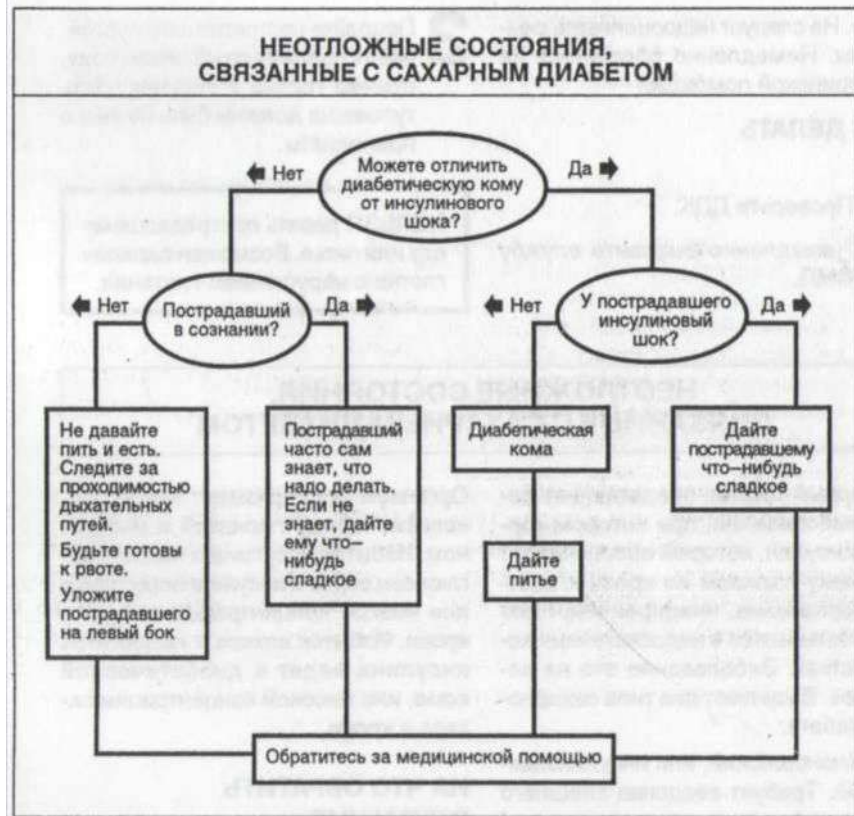 НЕОТЛОЖНЫЕ СОСТОЯНИЯ,
СВЯЗАННЫЕ С САХАРНЫМ ДИАБЕТОМ
Можете отличить
диабетическую кому
от инсулинового
шока?
Нет
Да
Пострадавший
в сознании?
Нет
Да
У пострадавшего
инсулиновый
шок?
Нет
Да
Не давайте
пить и есть.
Следите за
проходимостью
дыхательных
путей.
Будьте готовы
к рвоте.
Уложите
пострадавшего
на левый бок
Пострадавший
часто сам
знает, что
надо делать.
Если не
знает, дайте
ему что–
нибудь
сладкое
Диабетическая
кома
Дайте
питье
Дайте
пострадавшему
что–нибудь
сладкое
Обратитесь за медицинской помощью